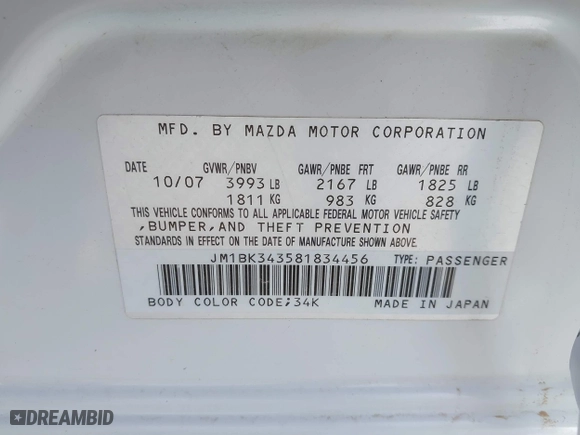 MFD. BY MAZDA MOTOR CORPORATION
DATE GVWR/PNBV GAWR/PNBE FRT GAWR/PNBE RR
10/07 3993 LB 2167 LB 1825 LB
1811 KG 983 KG 828 KG
THIS VEHICLE CONFORMS TO ALL APPLICABLE FEDERAL MOTOR VEHICLE SAFETY
,BUMPER,AND THEFT PREVENTION
STANDARDS IN EFFECT ON THE DATE OF MANUFACTURE SHOWN ABOVE.
JM1BK343581834456 TYPE: PASSENGER
BODY COLOR CODE;34K MADE IN JAPAN
DREAMBID